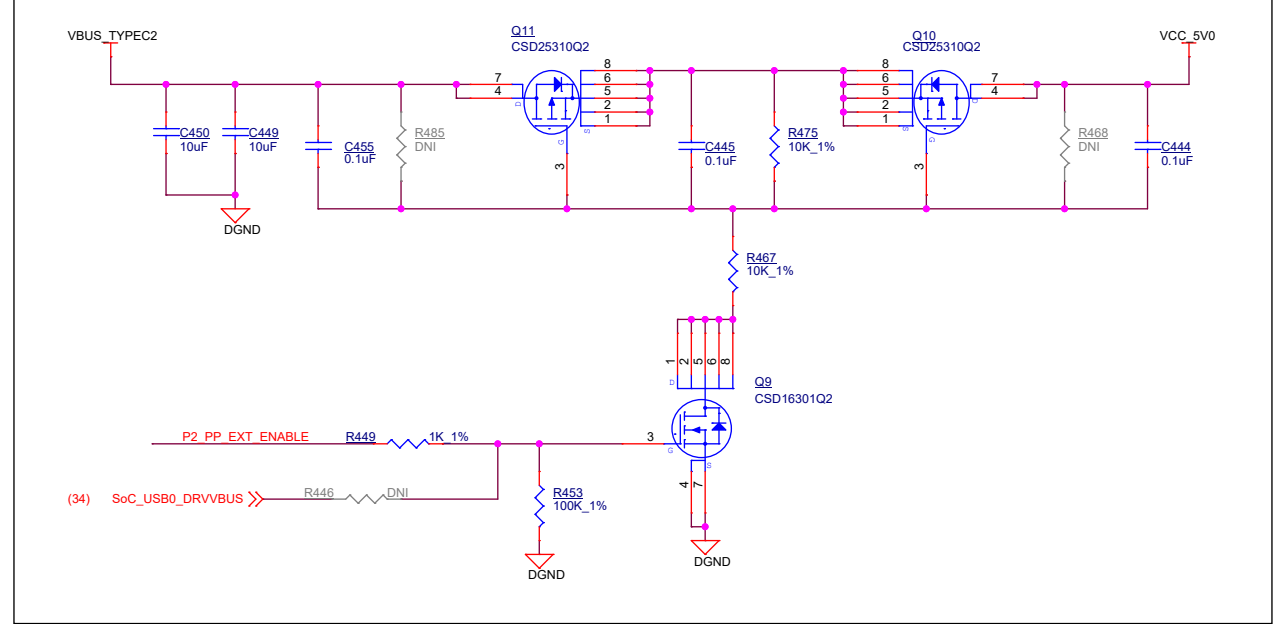 VBUS_TYPEC2
Q11
CSD25310Q2
Q10
CSD25310Q2
VCC_5V0
7
4
D
8
6
5
2
1
S
G
3
8
6
5
2
1
S
G
3
7
4
D
C450
10uF
C449
10uF
C455
0.1uF
R485
DNI
C445
0.1uF
R475
10K_1%
R468
DNI
C444
0.1uF
DGND
R467
10K_1%
1
2
5
6
8
D
Q9
CSD16301Q2
P2_PP_EXT_ENABLE
R449
1K_1%
3
G
S
4
7
(34)
SoC_USB0_DRVVBUS
R446
DNI
R453
100K_1%
DGND
DGND